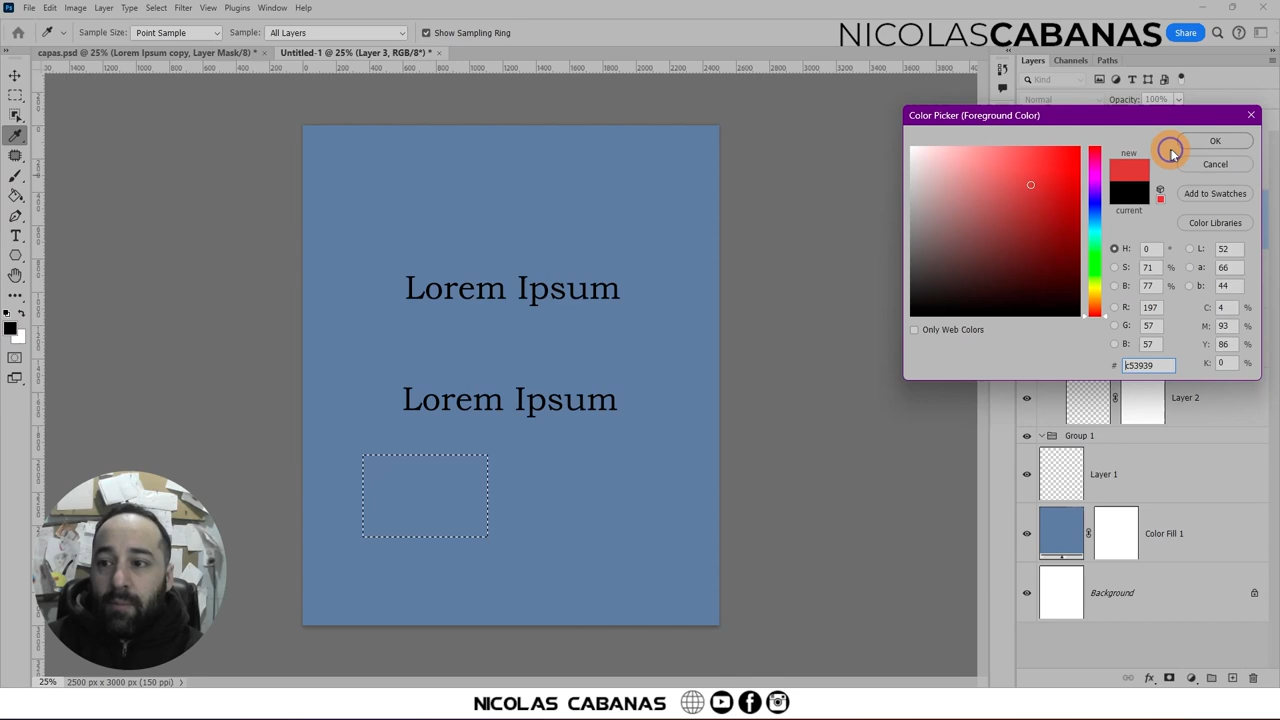 Ps File Edit Image Layer Type Select Filter View Plugins Window Help
Sample Size: Point Sample Sample: All Layers Show Sampling Ring
NICOLASCABANAS
Share
capas.psd @ 25% (Lorem Ipsum copy, Layer Mask/8) * × Untitled-1 @ 25% (Layer 3, RGB/8*) * ×
Layers Channels Paths
Kind
Normal Opacity: 100%
Color Picker (Foreground Color)
new
current
OK
Cancel
Add to Swatches
Color Libraries
H: 0 ° L: 52
S: 71 % a: 66
B: 77 % b: 44
R: 197 C: 4 %
G: 57 M: 93 %
B: 57 Y: 86 %
# c53939 K: 0 %
Only Web Colors
Lorem Ipsum
Lorem Ipsum
Layer 2
Group 1
Layer 1
Color Fill 1
Background
25% 2500 px x 3000 px (150 ppi)
NICOLAS CABANAS